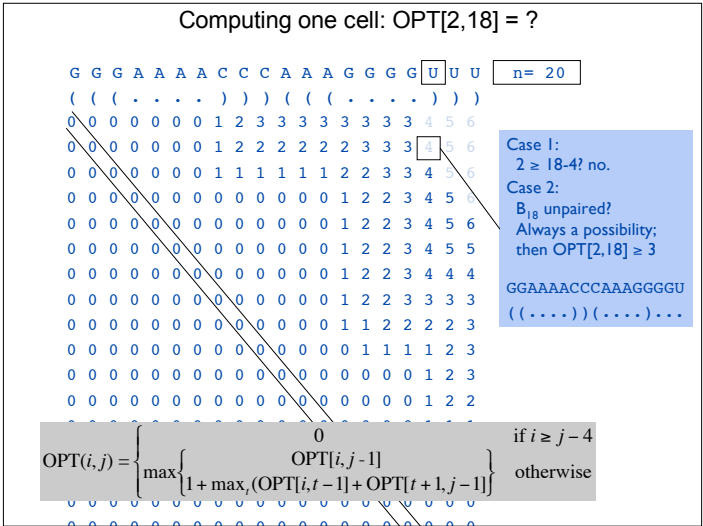 Computing one cell: OPT[2,18] = ?
G G G A A A A C C C A A A G G G G U U U n= 20
( ( ( . . . . ) ) ) ( ( ( . . . . ) ) )
0 0 0 0 0 0 0 1 2 3 3 3 3 3 3 3 3 4 5 6
0 0 0 0 0 0 0 1 2 2 2 2 2 2 3 3 3 4 5 6
0 0 0 0 0 0 0 1 1 1 1 1 1 2 2 3 3 4 5 6
0 0 0 0 0 0 0 0 0 0 0 0 0 1 2 2 3 4 5 6
0 0 0 0 0 0 0 0 0 0 0 0 0 1 2 2 3 4 5 6
0 0 0 0 0 0 0 0 0 0 0 0 0 1 2 2 3 4 5 5
0 0 0 0 0 0 0 0 0 0 0 0 0 1 2 2 3 4 4 4
0 0 0 0 0 0 0 0 0 0 0 0 0 1 2 2 3 3 3 3
0 0 0 0 0 0 0 0 0 0 0 0 0 1 1 2 2 2 2 3
0 0 0 0 0 0 0 0 0 0 0 0 0 0 1 1 1 1 2 3
0 0 0 0 0 0 0 0 0 0 0 0 0 0 0 0 0 1 2 3
0 0 0 0 0 0 0 0 0 0 0 0 0 0 0 0 0 1 2 2
Case 1:
2 ≥ 18-4? no.
Case 2:
B18 unpaired?
Always a possibility;
then OPT[2,18] ≥ 3
GGAAAACCCAAAGGGGU
((....))(....)...
OPT(i, j) = { 0 if i ≥ j − 4
max { OPT[i, j -1]
1 + maxt(OPT[i,t −1] + OPT[t +1, j −1]) } otherwise